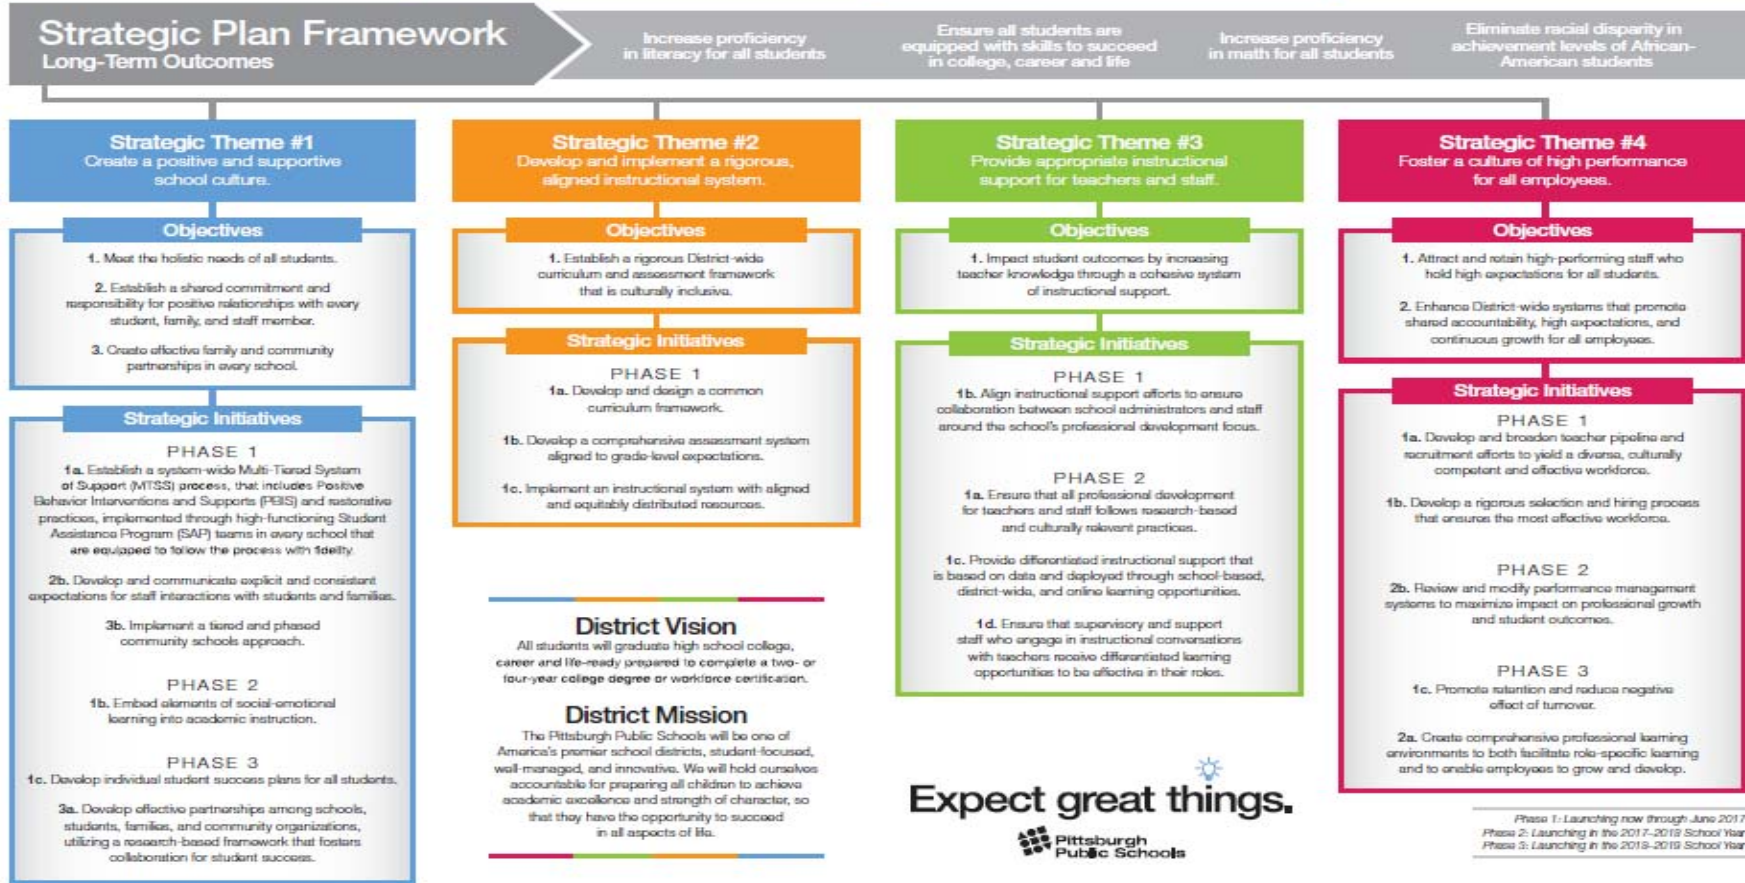 Strategic Plan Framework
Long-Term Outcomes
Increase proficiency
in literacy for all students
Ensure all students are
equipped with skills to succeed
in college, career and life
Increase proficiency
in math for all students
Eliminate racial disparity in
achievement levels of African-
American students
Strategic Theme #1
Create a positive and supportive
school culture.
Objectives
1. Meet the holistic needs of all students.
2. Establish a shared commitment and
responsibility for positive relationships with every
student, family, and staff member.
3. Create effective family and community
partnerships in every school.
Strategic Initiatives
PHASE 1
1a. Establish a system-wide Multi-Tiered System
of Support (MTSS) process, that includes Positive
Behavior Interventions and Supports (PBIS) and restorative
practices, implemented through high-functioning Student
Assistance Program (SAP) teams in every school that
are equipped to follow the process with fidelity.
2b. Develop and communicate explicit and consistent
expectations for staff interactions with students and families.
3b. Implement a tiered and phased
community schools approach.
PHASE 2
1b. Embed elements of social-emotional
learning into academic instruction.
PHASE 3
1c. Develop individual student success plans for all students.
3a. Develop effective partnerships among schools,
students, families, and community organizations,
utilizing a research-based framework that fosters
collaboration for student success.
Strategic Theme #2
Develop and implement a rigorous,
aligned instructional system.
Objectives
1. Establish a rigorous District-wide
curriculum and assessment framework
that is culturally inclusive.
Strategic Initiatives
PHASE 1
1a. Develop and design a common
curriculum framework.
1b. Develop a comprehensive assessment system
aligned to grade-level expectations.
1c. Implement an instructional system with aligned
and equitably distributed resources.
District Vision
All students will graduate high school college,
career and life-ready prepared to complete a two- or
four-year college degree or workforce certification.
District Mission
The Pittsburgh Public Schools will be one of
America's premier school districts, student-focused,
well-managed, and innovative. We will hold ourselves
accountable for preparing all children to achieve
academic excellence and strength of character, so
that they have the opportunity to succeed
in all aspects of life.
Strategic Theme #3
Provide appropriate instructional
support for teachers and staff.
Objectives
1. Impact student outcomes by increasing
teacher knowledge through a cohesive system
of instructional support.
Strategic Initiatives
PHASE 1
1b. Align instructional support efforts to ensure
collaboration between school administrators and staff
around the school's professional development focus.
PHASE 2
1a. Ensure that all professional development
for teachers and staff follows research-based
and culturally relevant practices.
1c. Provide differentiated instructional support that
is based on data and deployed through school-based,
district-wide, and online learning opportunities.
1d. Ensure that supervisory and support
staff who engage in instructional conversations
with teachers receive differentiated learning
opportunities to be effective in their roles.
Expect great things.
Pittsburgh
Public Schools
Strategic Theme #4
Foster a culture of high performance
for all employees.
Objectives
1. Attract and retain high-performing staff who
hold high expectations for all students.
2. Enhance District-wide systems that promote
shared accountability, high expectations, and
continuous growth for all employees.
Strategic Initiatives
PHASE 1
1a. Develop and broaden teacher pipeline and
recruitment efforts to yield a diverse, culturally
competent and effective workforce.
1b. Develop a rigorous selection and hiring process
that ensures the most effective workforce.
PHASE 2
2b. Review and modify performance management
systems to maximize impact on professional growth
and student outcomes.
PHASE 3
1c. Promote retention and reduce negative
effect of turnover.
2a. Create comprehensive professional learning
environments to both facilitate role-specific learning
and to enable employees to grow and develop.
Phase 1: Launching now through June 2017
Phase 2: Launching in the 2017–2018 School Year
Phase 3: Launching in the 2018–2019 School Year